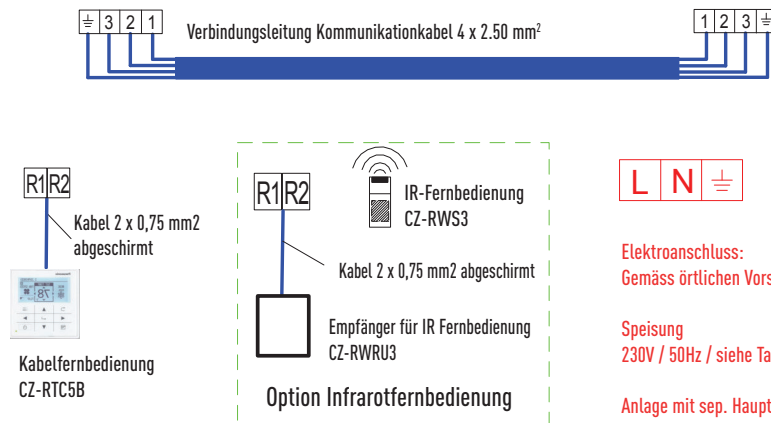 ⏚ 3 2 1
Verbindungsleitung Kommunikationkabel 4 x 2.50 mm²
1 2 3 ⏚
R1 R2
Kabel 2 x 0,75 mm2
abgeschirmt
Kabelfernbedienung
CZ-RTC5B
R1 R2
IR-Fernbedienung
CZ-RWS3
Kabel 2 x 0,75 mm2 abgeschirmt
Empfänger für IR Fernbedienung
CZ-RWRU3
Option Infrarotfernbedienung
L N ⏚
Elektroanschluss:
Gemäss örtlichen Vors
Speisung
230V / 50Hz / siehe Ta
Anlage mit sep. Haupt